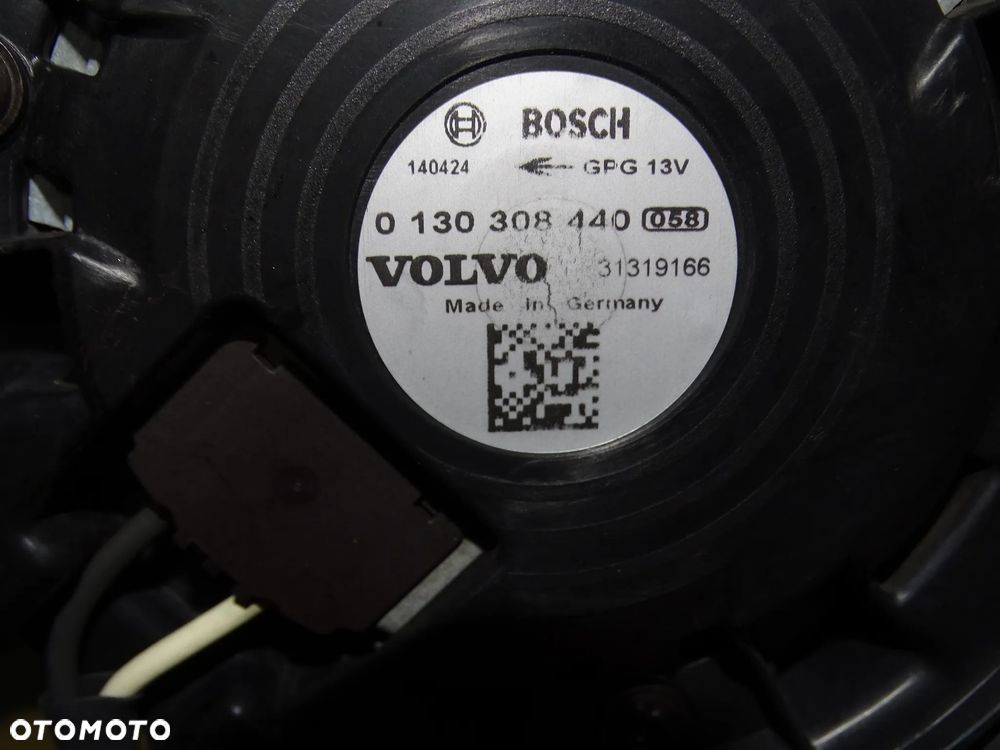 BOSCH
140424 GPG 13V
0 130 308 440 058
VOLVO 31319166
Made in Germany
OTOMOTO